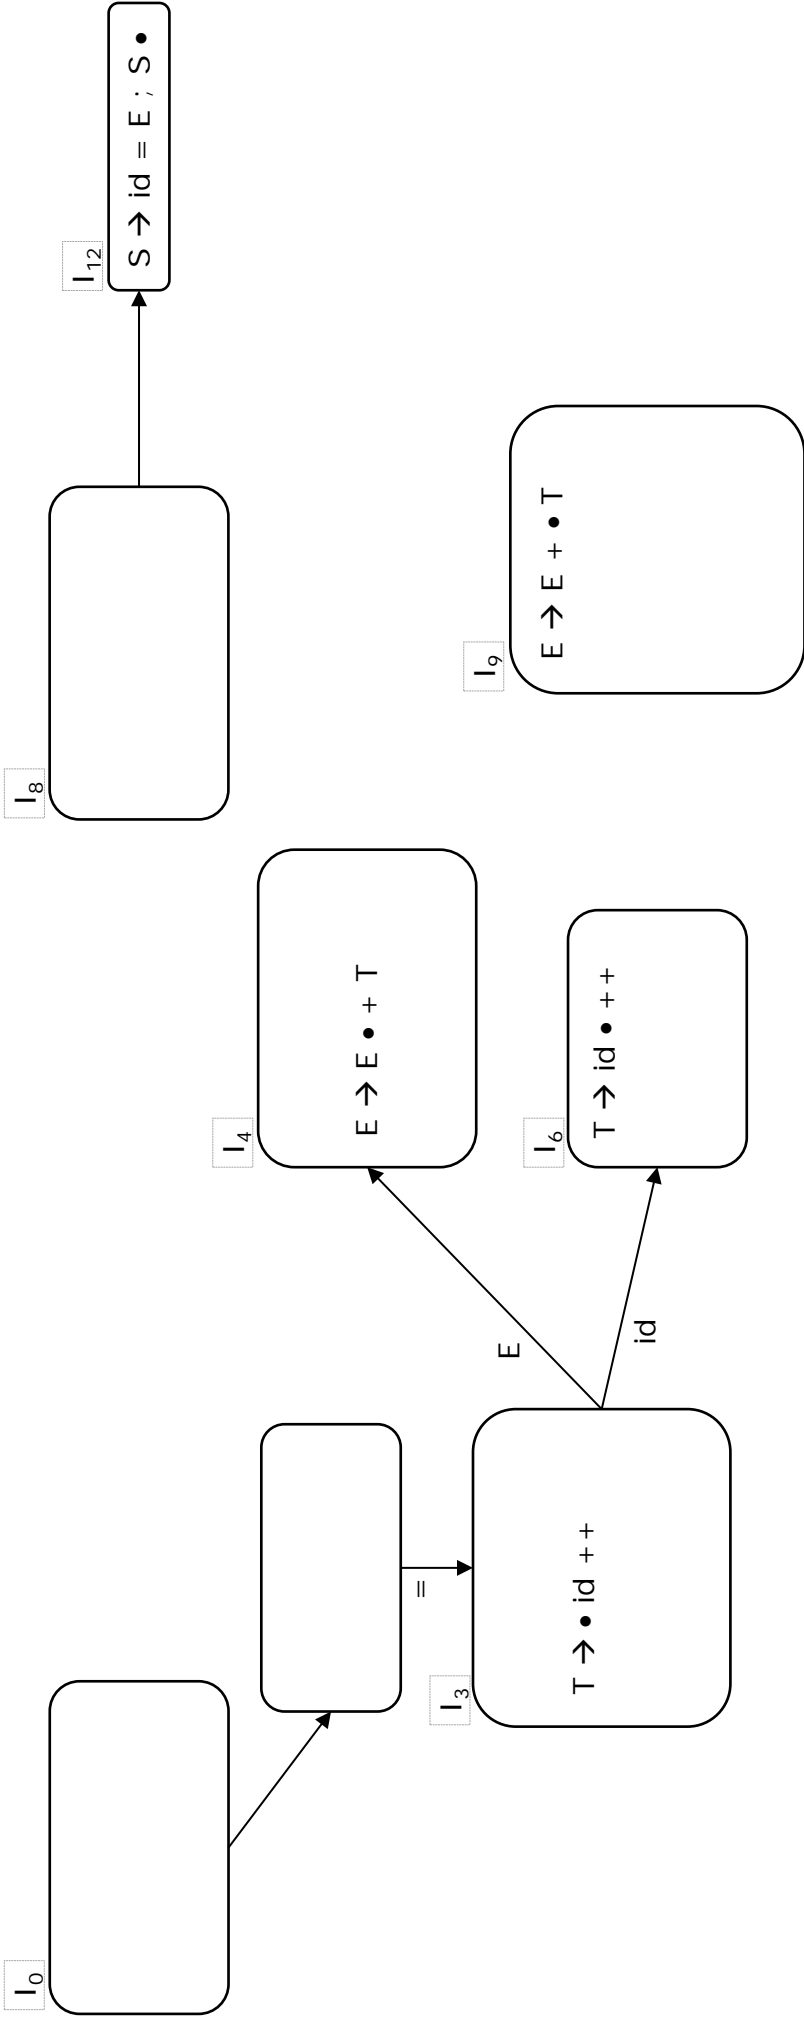 I0
=
I3
T → • id ++
E
id
I4
E → E • + T
I6
T → id • ++
I8
I9
E → E + • T
I12
S → id = E ; S •